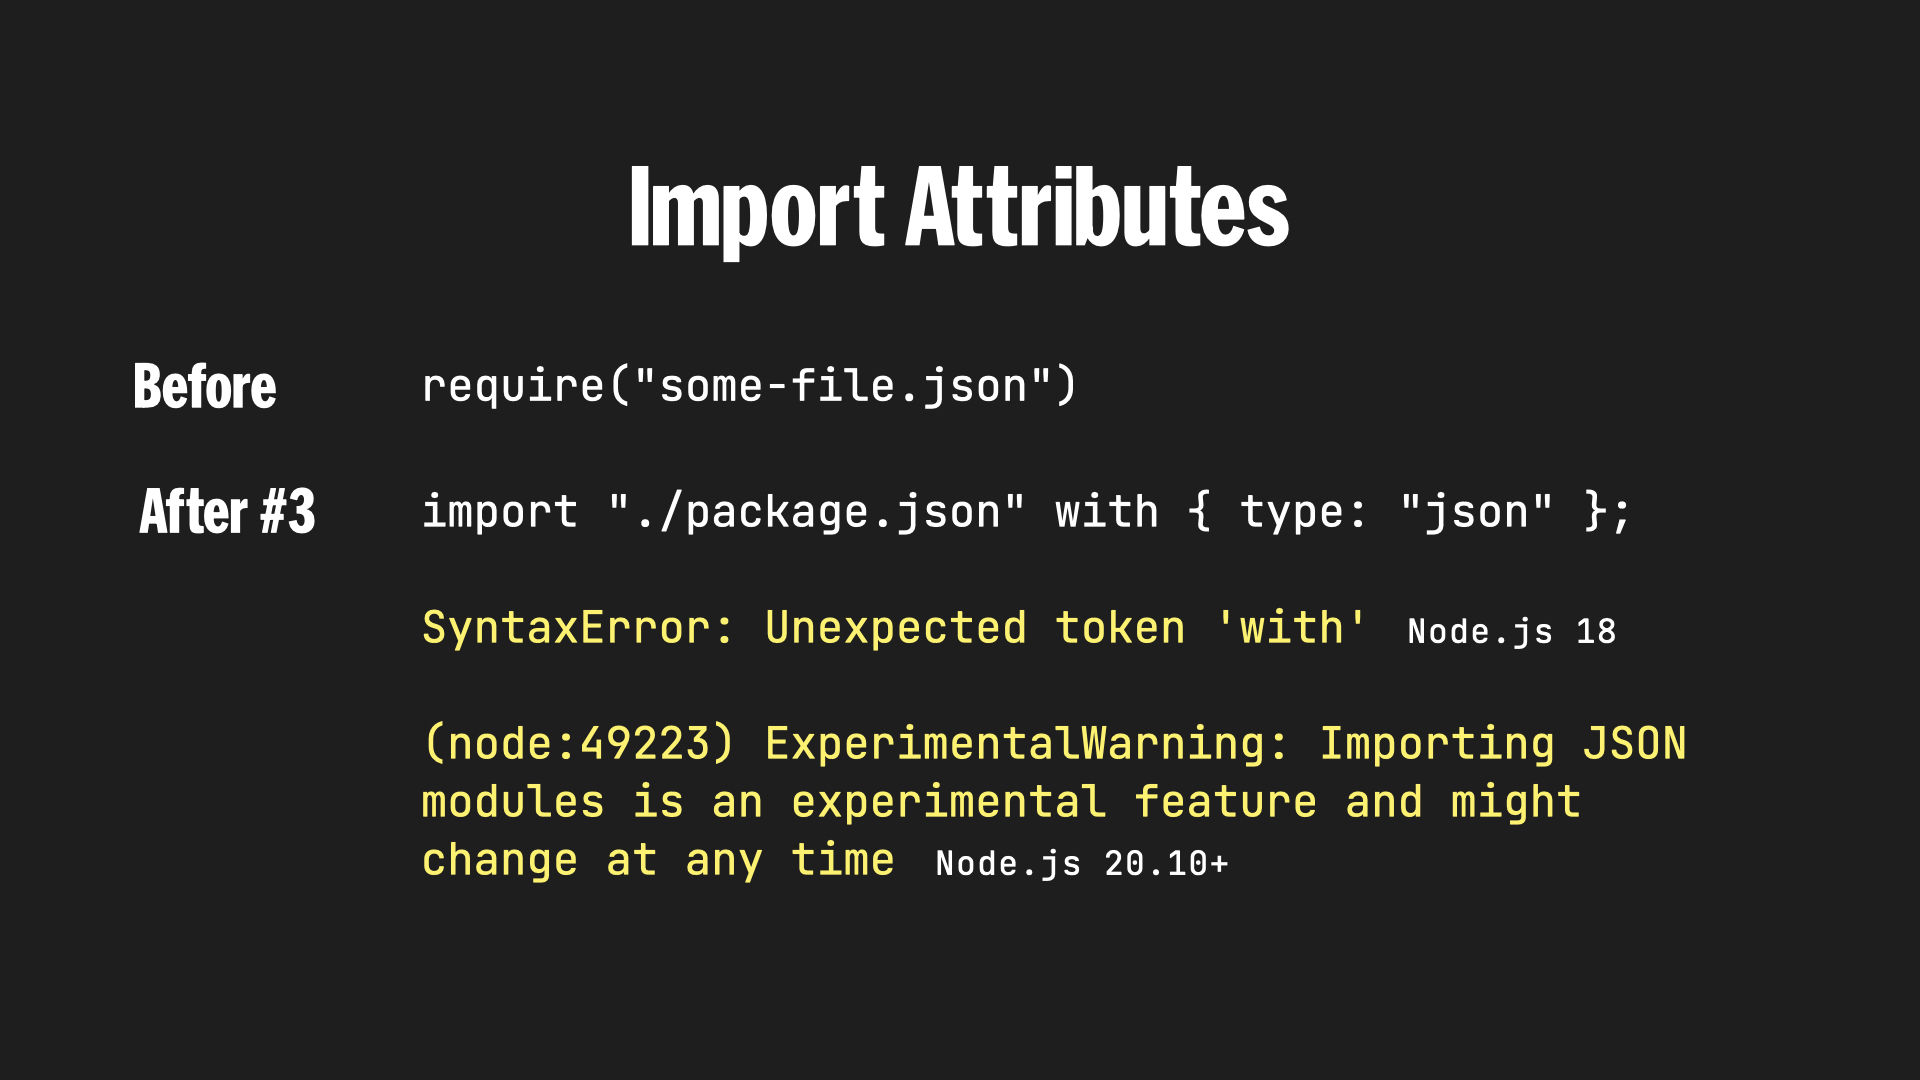 Import Attributes
Before require("some-file.json")
After #3 import "./package.json" with { type: "json" };
SyntaxError: Unexpected token 'with' Node.js 18
(node:49223) ExperimentalWarning: Importing JSON
modules is an experimental feature and might
change at any time Node.js 20.10+